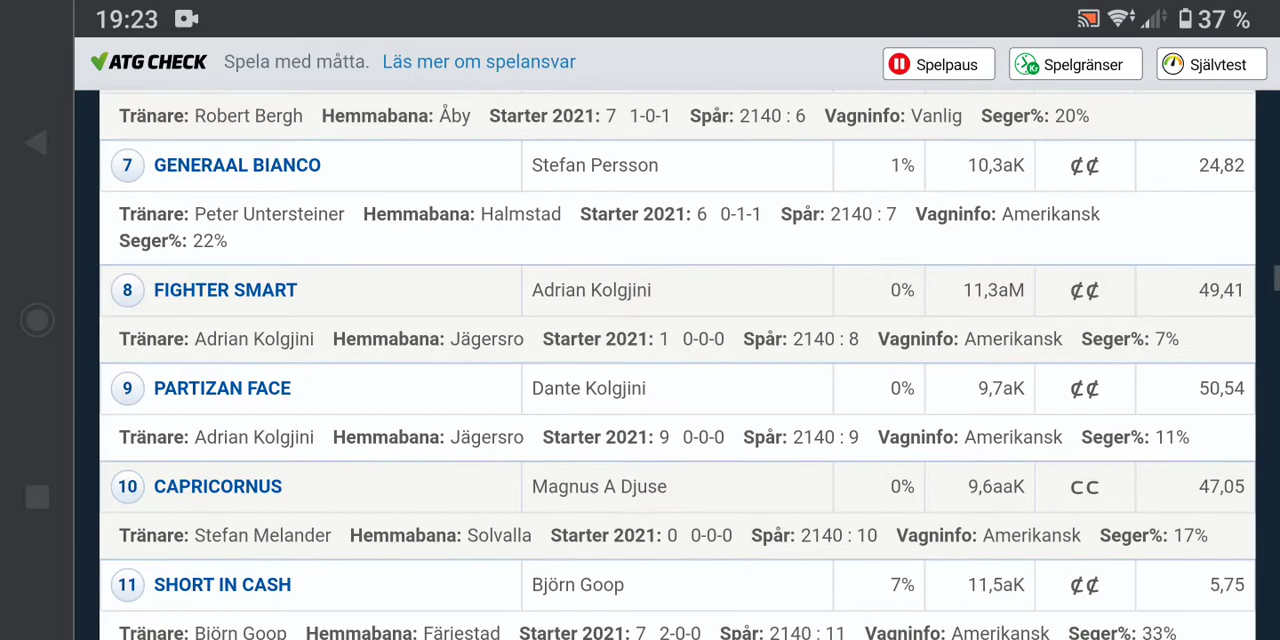 19:23 37 %
ATG CHECK Spela med måtta. Läs mer om spelansvar Spelpaus Spelgränser Självtest
Tränare: Robert Bergh Hemmabana: Åby Starter 2021: 7 1-0-1 Spår: 2140 : 6 Vagninfo: Vanlig Seger%: 20%
7 GENERAAL BIANCO Stefan Persson 1% 10,3aK ₵₵ 24,82
Tränare: Peter Untersteiner Hemmabana: Halmstad Starter 2021: 6 0-1-1 Spår: 2140 : 7 Vagninfo: Amerikansk
Seger%: 22%
8 FIGHTER SMART Adrian Kolgjini 0% 11,3aM ₵₵ 49,41
Tränare: Adrian Kolgjini Hemmabana: Jägersro Starter 2021: 1 0-0-0 Spår: 2140 : 8 Vagninfo: Amerikansk Seger%: 7%
9 PARTIZAN FACE Dante Kolgjini 0% 9,7aK ₵₵ 50,54
Tränare: Adrian Kolgjini Hemmabana: Jägersro Starter 2021: 9 0-0-0 Spår: 2140 : 9 Vagninfo: Amerikansk Seger%: 11%
10 CAPRICORNUS Magnus A Djuse 0% 9,6aaK CC 47,05
Tränare: Stefan Melander Hemmabana: Solvalla Starter 2021: 0 0-0-0 Spår: 2140 : 10 Vagninfo: Amerikansk Seger%: 17%
11 SHORT IN CASH Björn Goop 7% 11,5aK ₵₵ 5,75
Tränare: Björn Goop Hemmabana: Färjestad Starter 2021: 7 2-0-0 Spår: 2140 : 11 Vagninfo: Amerikansk Seger%: 33%